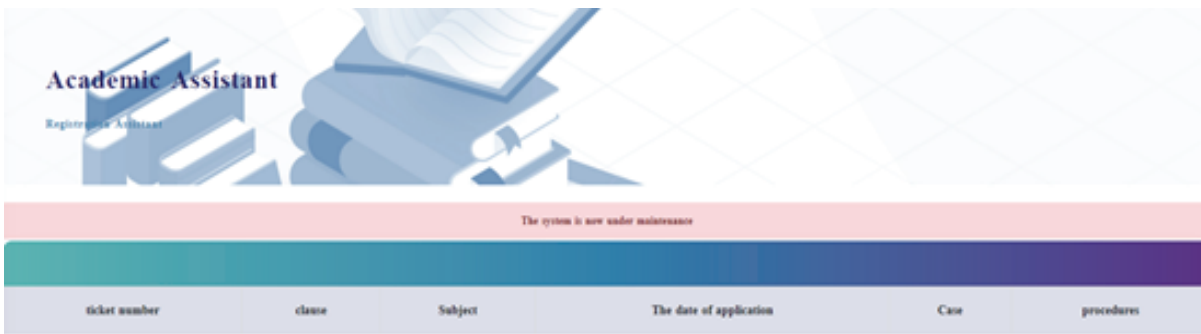 Academic Assistant
Registration Assistant
The system is now under maintenance
ticket number clause Subject The date of application Case procedures